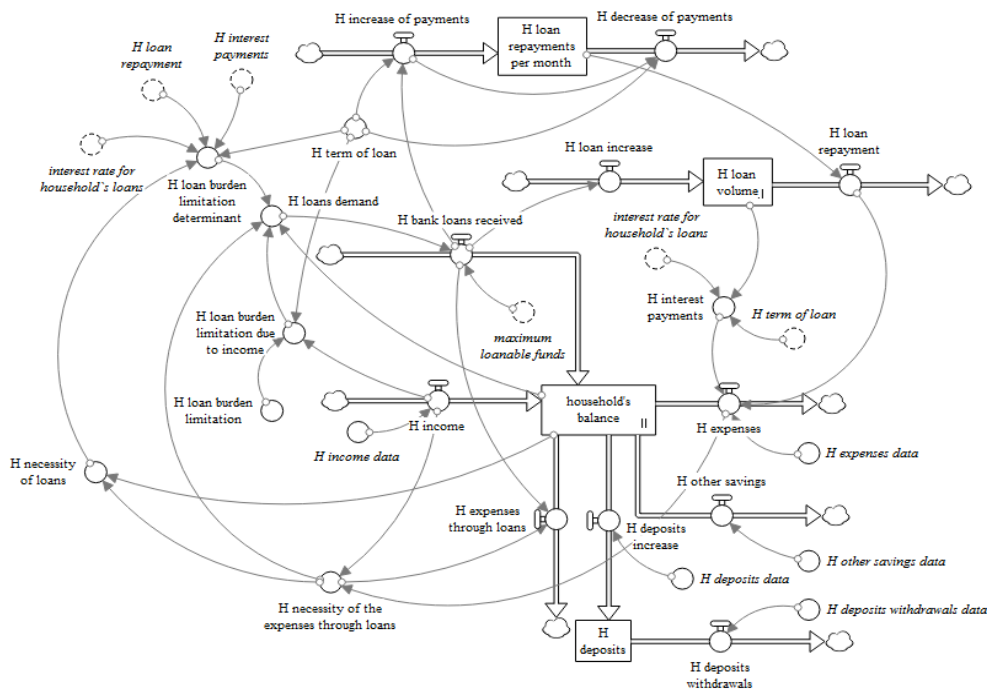 H increase of payments
H loan
repayments
per month
H decrease of payments
H loan
repayment
H interest
payments
interest rate for
household`s loans
H term of loan
H loan burden
limitation
determinant
H loans demand
H loan increase
H loan
volume
H loan
repayment
H bank loans received
interest rate for
household`s loans
H interest
payments
H term of loan
H loan burden
limitation due
to income
maximum
loanable funds
H loan burden
limitation
H income
H income data
household's
balance
H expenses
H expenses data
H necessity
of loans
H other savings
H expenses
through loans
H deposits
increase
H other savings data
H deposits data
H necessity of the
expenses through loans
H deposits withdrawals data
H
deposits
H deposits
withdrawals